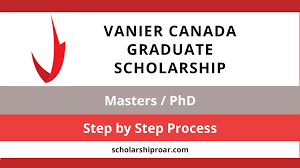 VANIER CANADA
GRADUATE
SCHOLARSHIP
Masters / PhD
Step by Step Process
scholarshiproar.com